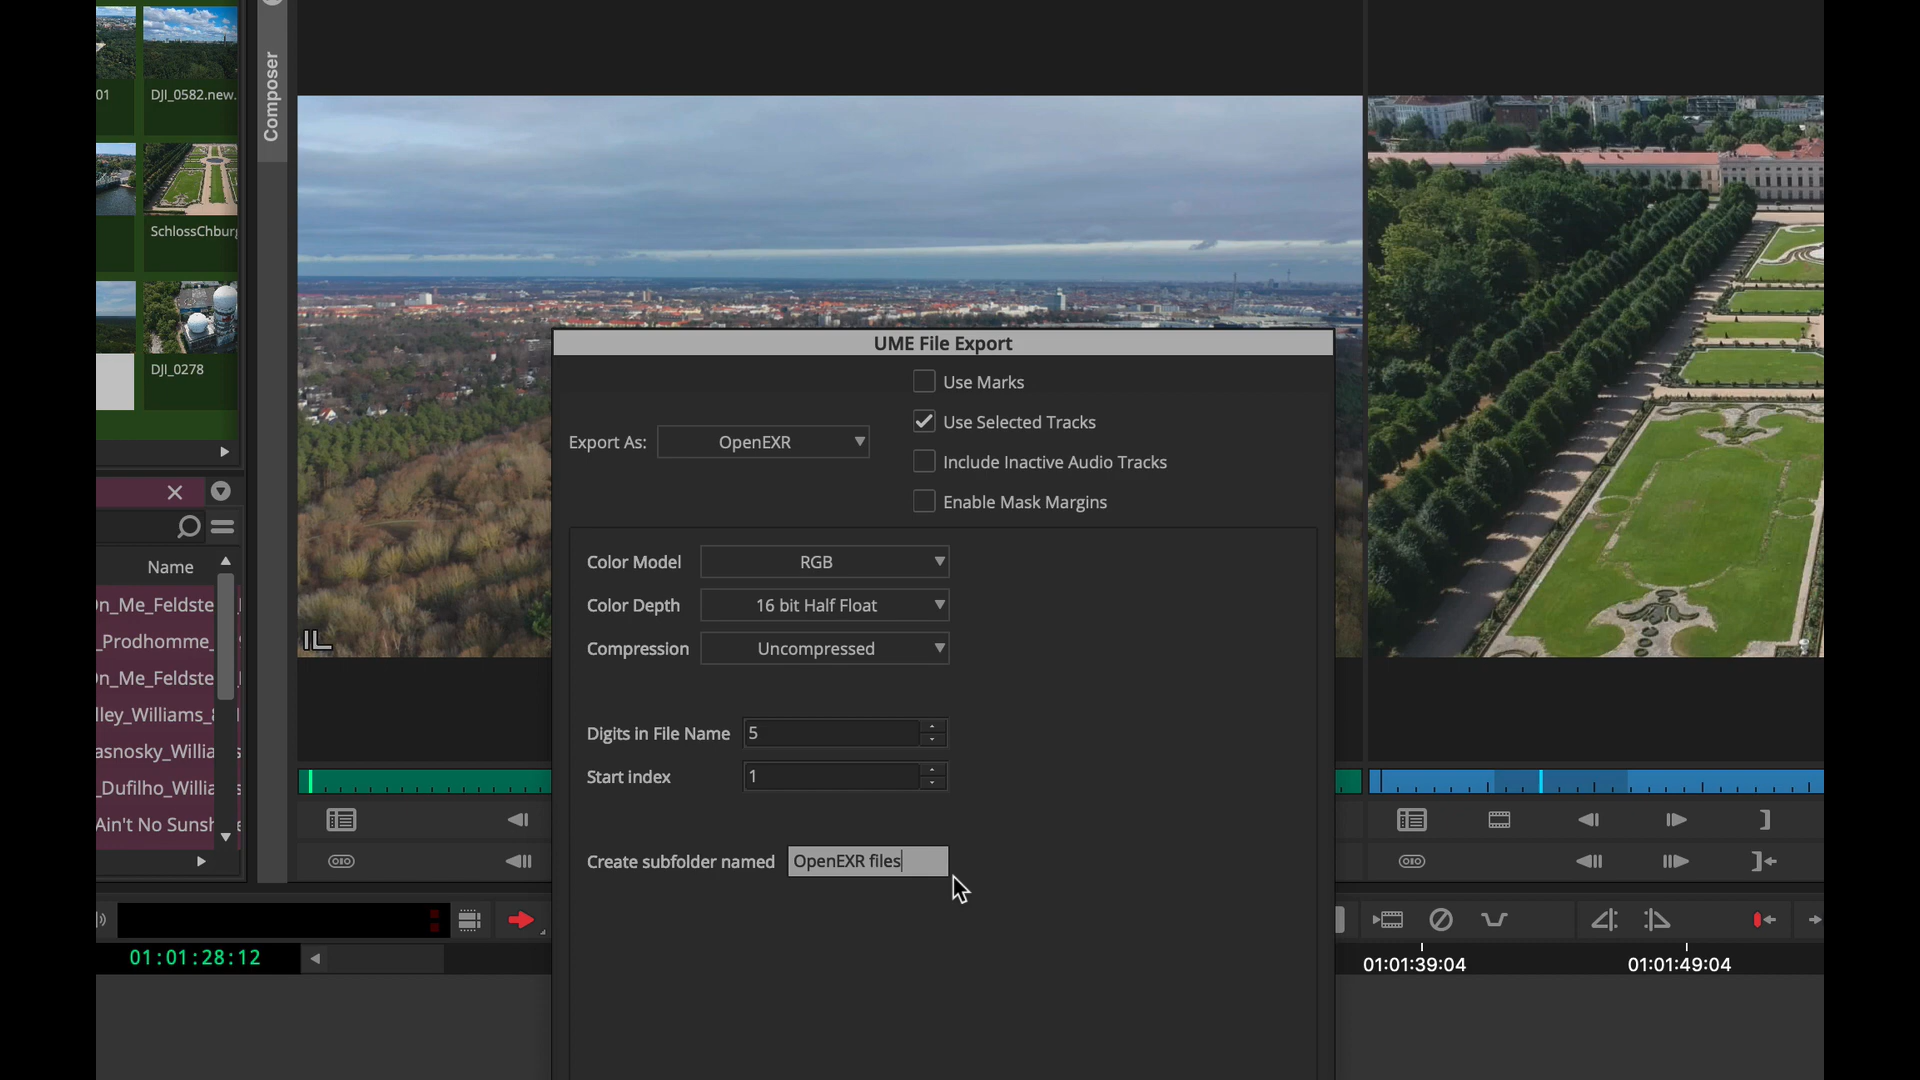 01
DJI_0582.new.
SchlossChburg
DJI_0278
Composer
Name
On_Me_Feldste
_Prodhomme_
On_Me_Feldste
lley_Williams_
asnosky_Willia
_Dufilho_Willia
Ain't No Sunsh
01:01:28:12
IL
UME File Export
Export As:
OpenEXR
Use Marks
Use Selected Tracks
Include Inactive Audio Tracks
Enable Mask Margins
Color Model
RGB
Color Depth
16 bit Half Float
Compression
Uncompressed
Digits in File Name
5
Start index
1
Create subfolder named
OpenEXR files
01:01:39:04
01:01:49:04